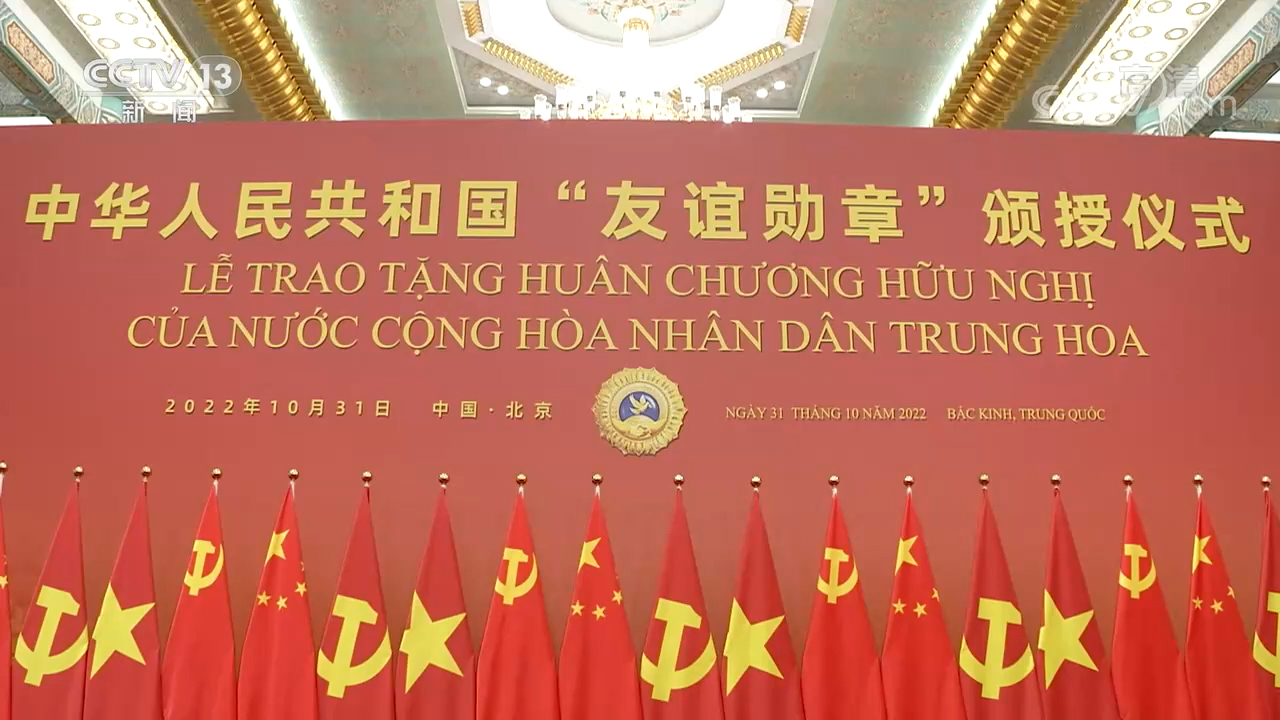 CCTV 13
新闻
高清
中华人民共和国“友谊勋章”颁授仪式
LỄ TRAO TẶNG HUÂN CHƯƠNG HỮU NGHỊ
CỦA NƯỚC CỘNG HÒA NHÂN DÂN TRUNG HOA
2022年10月31日 中国·北京
NGÀY 31 THÁNG 10 NĂM 2022 BẮC KINH, TRUNG QUỐC